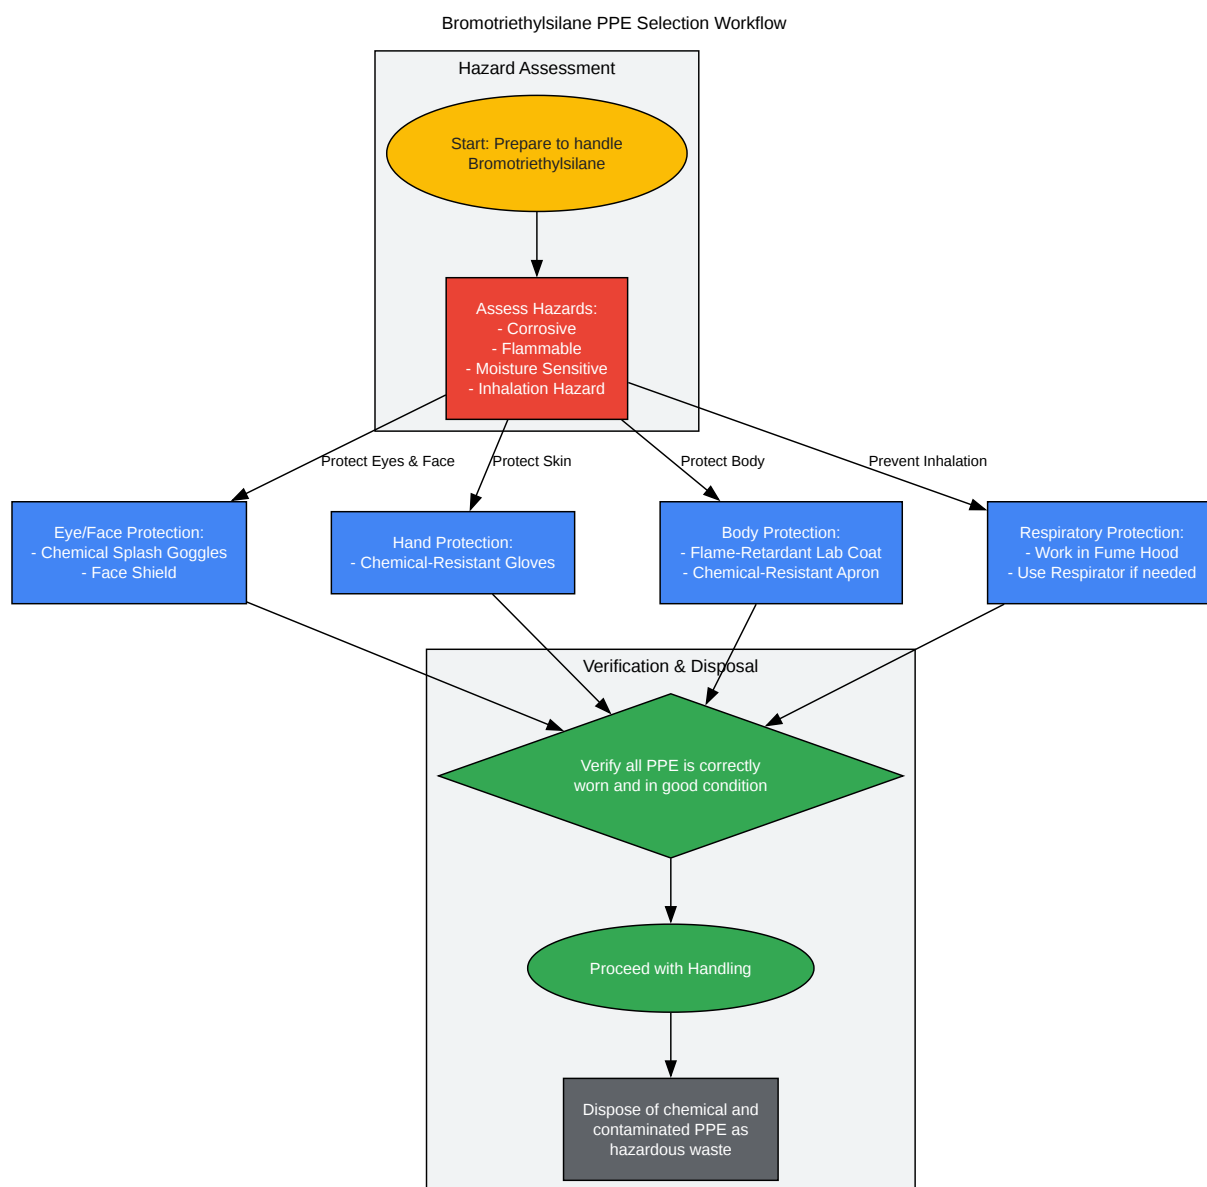 Bromotriethylsilane PPE Selection Workflow
Hazard Assessment
Start: Prepare to handle
Bromotriethylsilane
Assess Hazards:
- Corrosive
- Flammable
- Moisture Sensitive
- Inhalation Hazard
Protect Eyes & Face
Protect Skin
Protect Body
Prevent Inhalation
Eye/Face Protection:
- Chemical Splash Goggles
- Face Shield
Hand Protection:
- Chemical-Resistant Gloves
Body Protection:
- Flame-Retardant Lab Coat
- Chemical-Resistant Apron
Respiratory Protection:
- Work in Fume Hood
- Use Respirator if needed
Verification & Disposal
Verify all PPE is correctly
worn and in good condition
Proceed with Handling
Dispose of chemical and
contaminated PPE as
hazardous waste